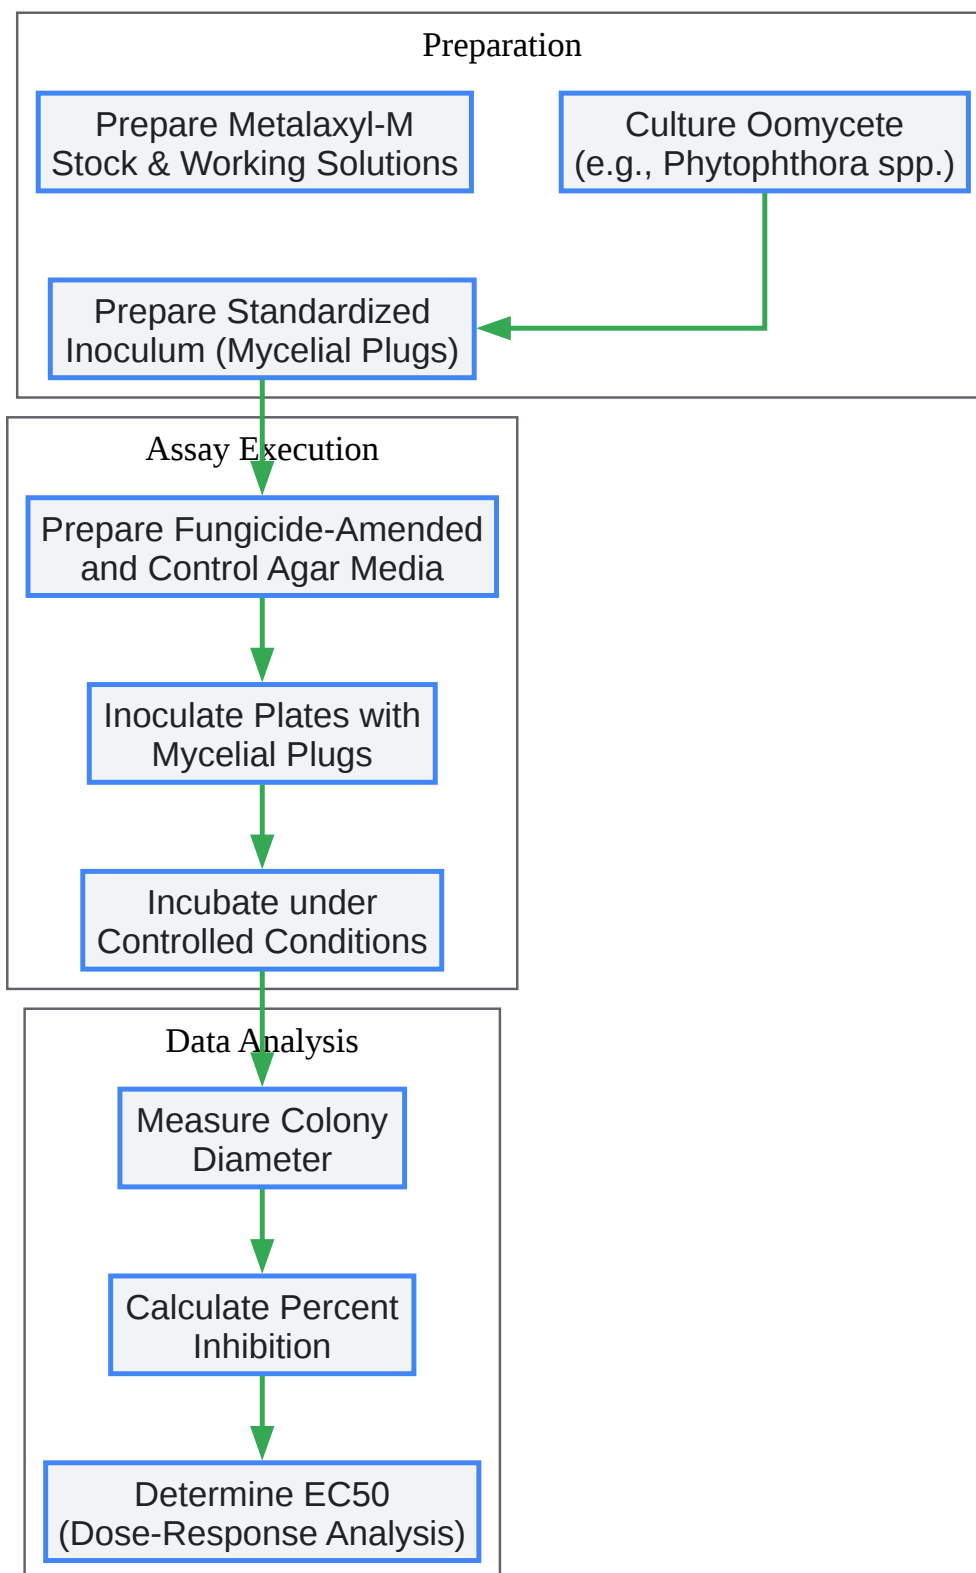 Preparation
Prepare Metalaxyl-M
Stock & Working Solutions
Culture Oomycete
(e.g., Phytophthora spp.)
Prepare Standardized
Inoculum (Mycelial Plugs)
Assay Execution
Prepare Fungicide-Amended
and Control Agar Media
Inoculate Plates with
Mycelial Plugs
Incubate under
Controlled Conditions
Data Analysis
Measure Colony
Diameter
Calculate Percent
Inhibition
Determine EC50
(Dose-Response Analysis)